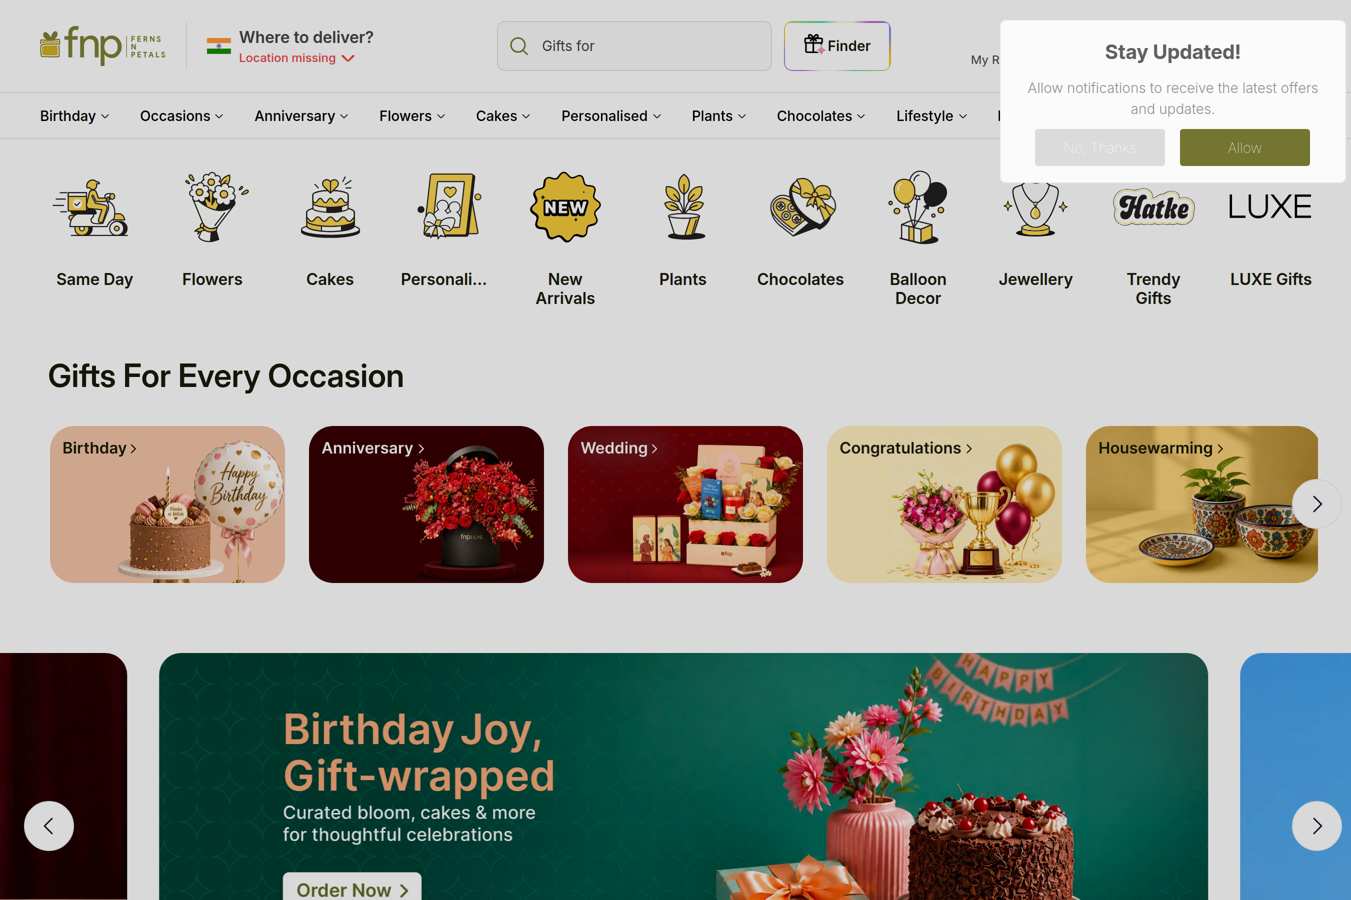 fnp
FERNS
N
PETALS
Where to deliver?
Location missing
Gifts for
Finder
My R
Stay Updated!
Allow notifications to receive the latest offers
and updates.
No, Thanks
Allow
Birthday
Occasions
Anniversary
Flowers
Cakes
Personalised
Plants
Chocolates
Lifestyle
NEW
Hatke
LUXE
Same Day
Flowers
Cakes
Personali...
New
Arrivals
Plants
Chocolates
Balloon
Decor
Jewellery
Trendy
Gifts
LUXE Gifts
Gifts For Every Occasion
Birthday
Happy
Birthday
Anniversary
Wedding
Congratulations
Housewarming
HAPPY
BIRTHDAY
Birthday Joy,
Gift-wrapped
Curated bloom, cakes & more
for thoughtful celebrations
Order Now